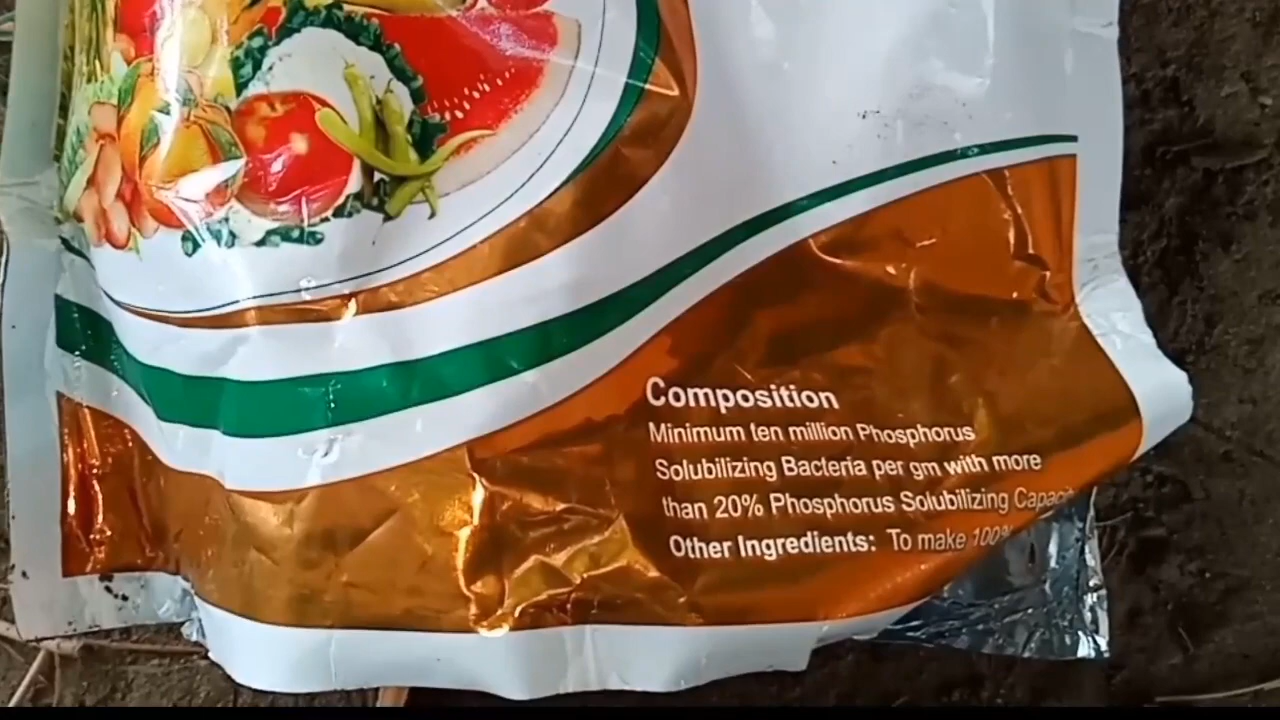 Composition
Minimum ten million Phosphorus
Solubilizing Bacteria per gm with more
than 20% Phosphorus Solubilizing
Other Ingredients: To make 100%